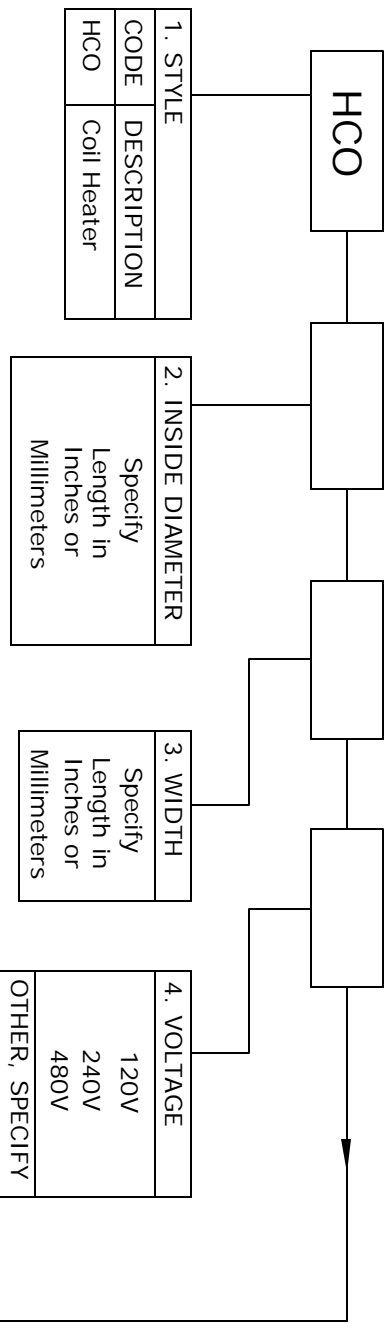 HCO
1. STYLE
CODE DESCRIPTION
HCO Coil Heater
2. INSIDE DIAMETER
Specify
Length in
Inches or
Millimeters
3. WIDTH
Specify
Length in
Inches or
Millimeters
4. VOLTAGE
120V
240V
480V
OTHER, SPECIFY